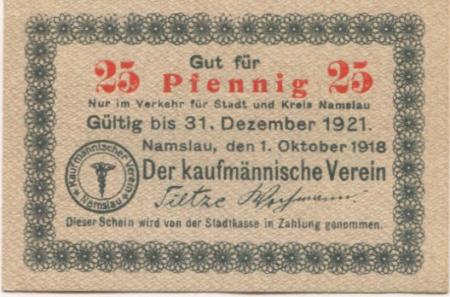 Gut für
25 Pfennig 25
Nur im Verkehr für Stadt und Kreis Namslau
Gültig bis 31. Dezember 1921.
Namslau, den 1. Oktober 1918
Der kaufmännische Verein
Kaufmännischer Verein
Namslau
Tietze
Dieser Schein wird von der Stadtkasse in Zahlung genommen.